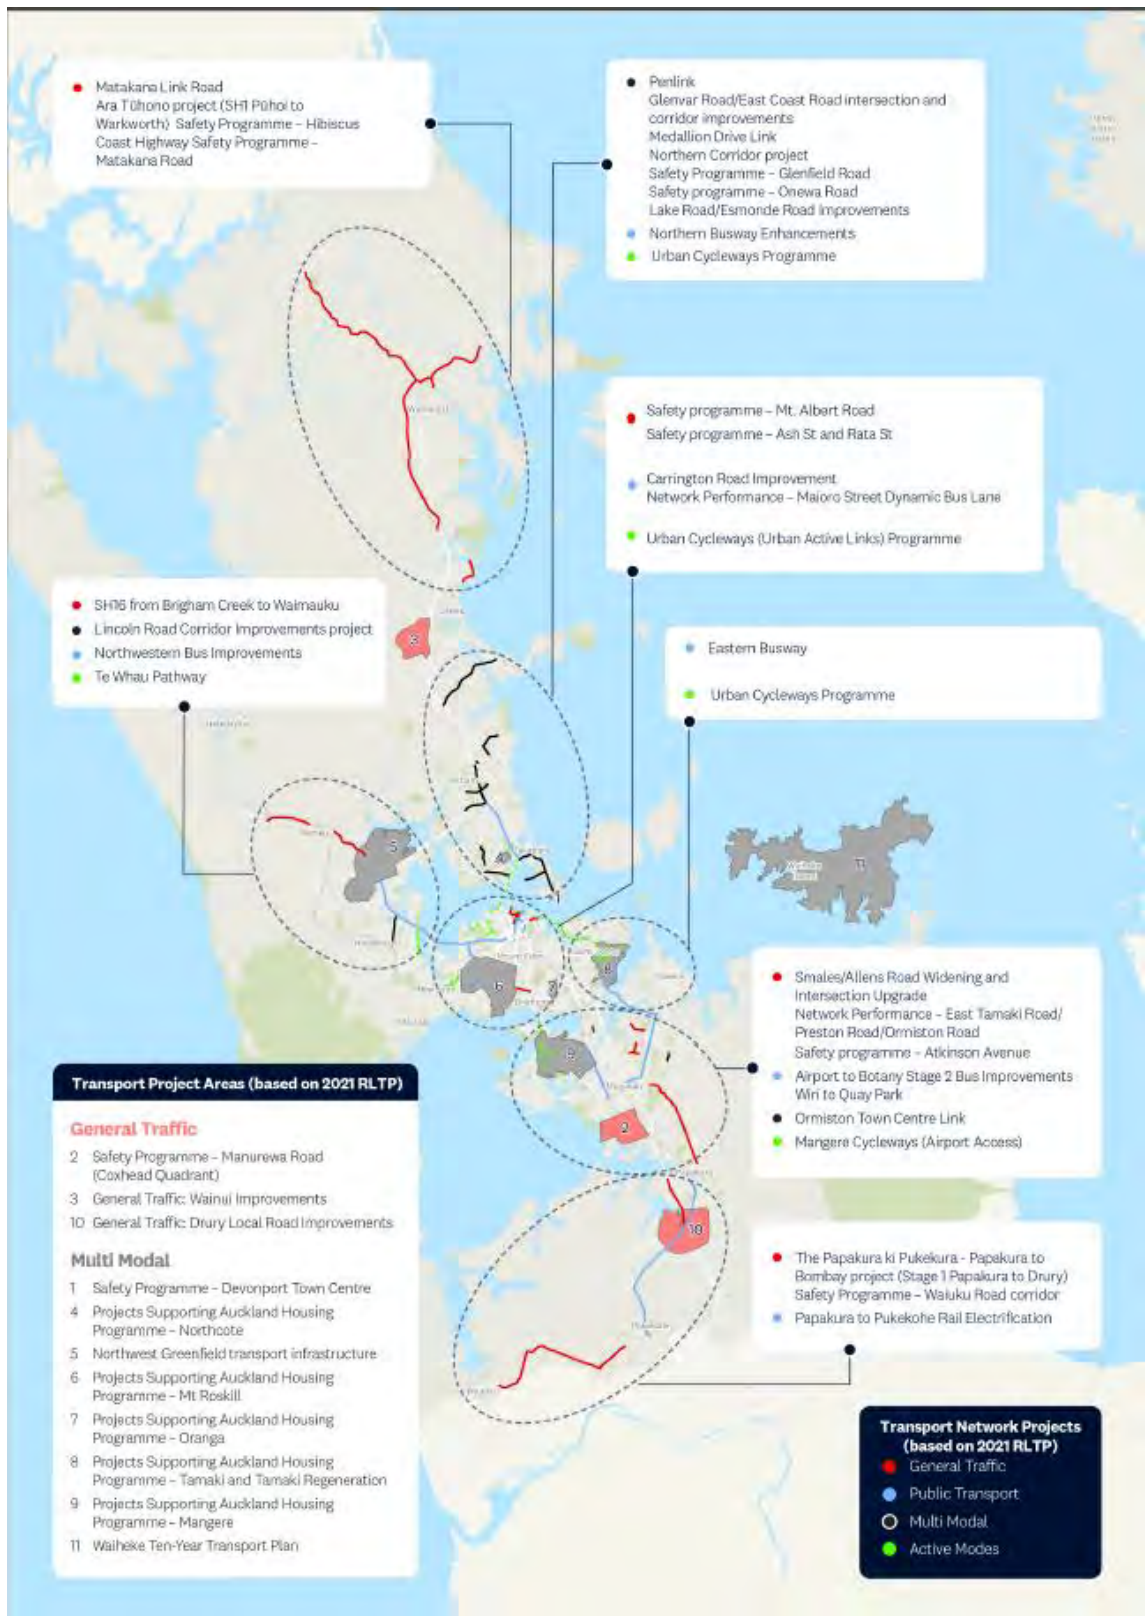 Matakana Link Road
Ara Tūhono project (SH1 Pūhoi to
Warkworth) Safety Programme – Hibiscus
Coast Highway Safety Programme –
Matakana Road
Penlink
Glenvar Road/East Coast Road intersection and
corridor improvements
Medallion Drive Link
Northern Corridor project
Safety Programme – Glenfield Road
Safety programme – Onewa Road
Lake Road/Esmonde Road Improvements
Northern Busway Enhancements
Urban Cycleways Programme
Safety programme – Mt. Albert Road
Safety programme – Ash St and Rata St
Carrington Road Improvement
Network Performance – Maioro Street Dynamic Bus Lane
Urban Cycleways (Urban Active Links) Programme
SH16 from Brigham Creek to Waimauku
Lincoln Road Corridor Improvements project
Northwestern Bus Improvements
Te Whau Pathway
3
Eastern Busway
Urban Cycleways Programme
5
4
11
8
6
7
9
2
10
Smales/Allens Road Widening and
Intersection Upgrade
Network Performance – East Tamaki Road/
Preston Road/Ormiston Road
Safety programme – Atkinson Avenue
Airport to Botany Stage 2 Bus Improvements
Wiri to Quay Park
Ormiston Town Centre Link
Mangere Cycleways (Airport Access)
The Papakura ki Pukekura - Papakura to
Bombay project (Stage 1 Papakura to Drury)
Safety Programme – Waiuku Road corridor
Papakura to Pukekohe Rail Electrification
Transport Project Areas (based on 2021 RLTP)
General Traffic
2 Safety Programme – Manurewa Road
(Coxhead Quadrant)
3 General Traffic: Wainui Improvements
10 General Traffic: Drury Local Road Improvements
Multi Modal
1 Safety Programme – Devonport Town Centre
4 Projects Supporting Auckland Housing
Programme – Northcote
5 Northwest Greenfield transport infrastructure
6 Projects Supporting Auckland Housing
Programme – Mt Roskill
7 Projects Supporting Auckland Housing
Programme – Oranga
8 Projects Supporting Auckland Housing
Programme – Tamaki and Tamaki Regeneration
9 Projects Supporting Auckland Housing
Programme – Mangere
11 Waiheke Ten-Year Transport Plan
Transport Network Projects
(based on 2021 RLTP)
General Traffic
Public Transport
Multi Modal
Active Modes